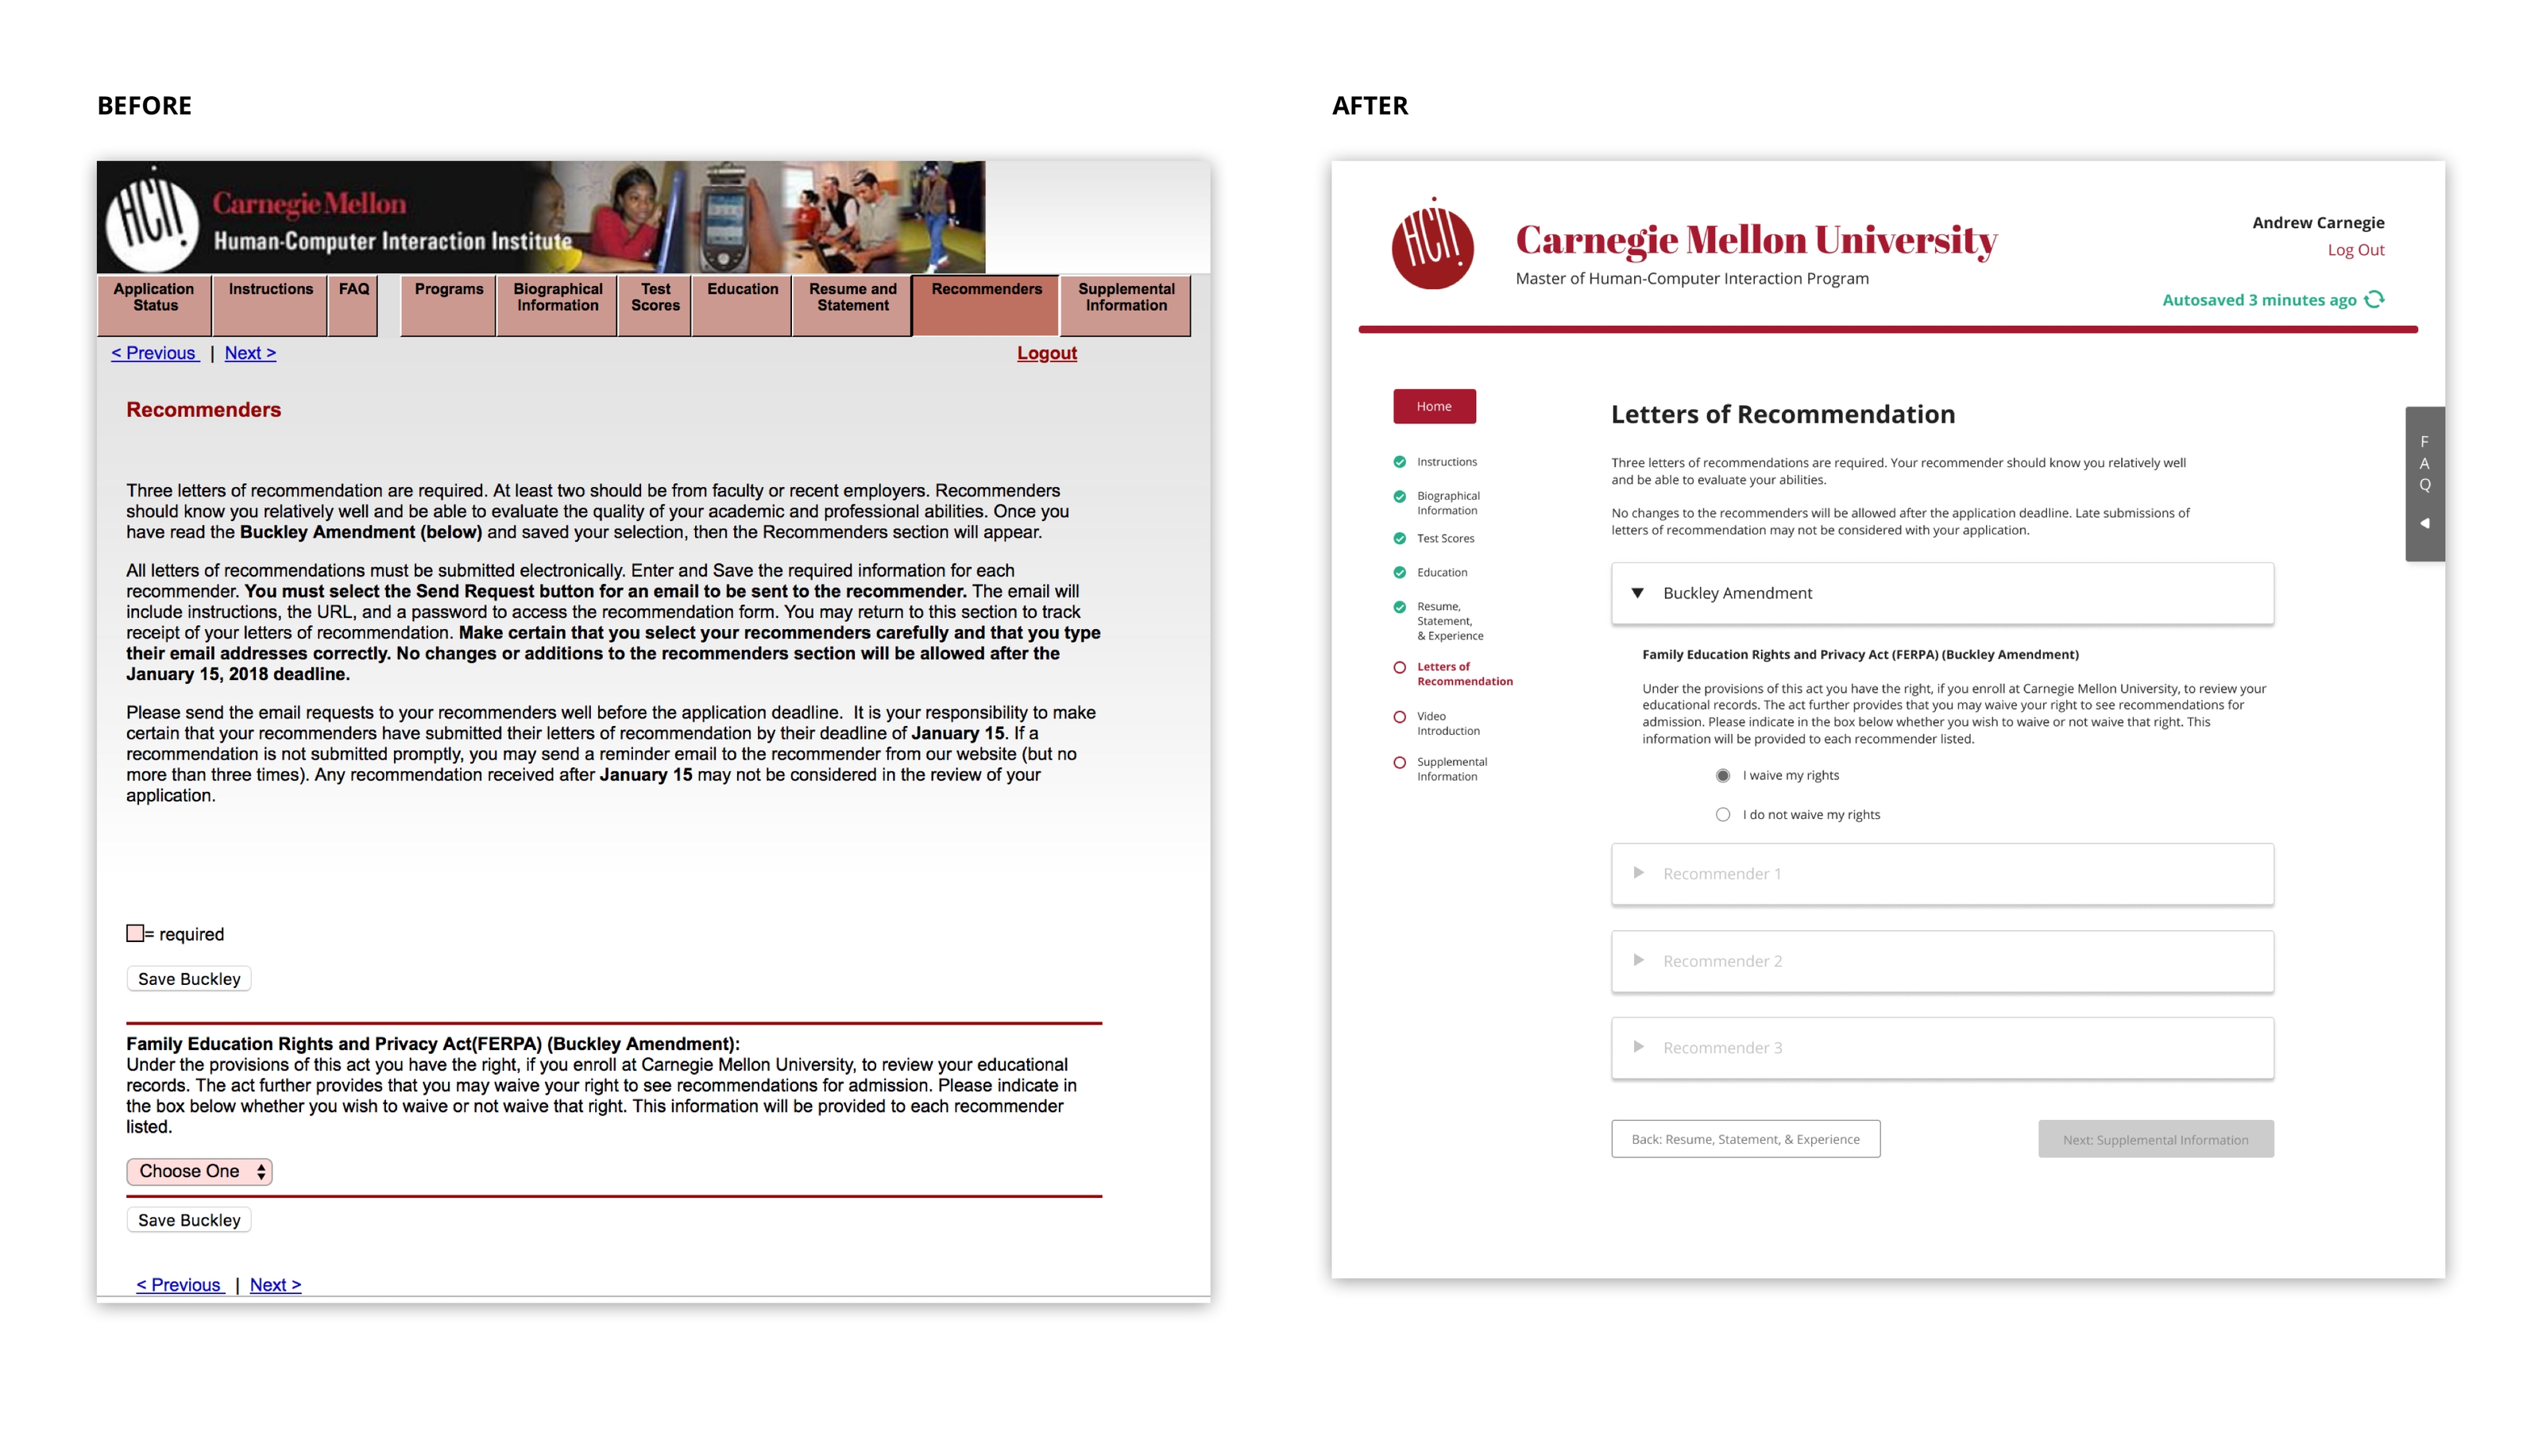 BEFORE
HCII
Carnegie Mellon
Human-Computer Interaction Institute
Application
Status
Instructions
FAQ
Programs
Biographical
Information
Test
Scores
Education
Resume and
Statement
Recommenders
Supplemental
Information
< Previous | Next >
Logout
Recommenders
Three letters of recommendation are required. At least two should be from faculty or recent employers. Recommenders
should know you relatively well and be able to evaluate the quality of your academic and professional abilities. Once you
have read the Buckley Amendment (below) and saved your selection, then the Recommenders section will appear.
All letters of recommendations must be submitted electronically. Enter and Save the required information for each
recommender. You must select the Send Request button for an email to be sent to the recommender. The email will
include instructions, the URL, and a password to access the recommendation form. You may return to this section to track
receipt of your letters of recommendation. Make certain that you select your recommenders carefully and that you type
their email addresses correctly. No changes or additions to the recommenders section will be allowed after the
January 15, 2018 deadline.
Please send the email requests to your recommenders well before the application deadline. It is your responsibility to make
certain that your recommenders have submitted their letters of recommendation by their deadline of January 15. If a
recommendation is not submitted promptly, you may send a reminder email to the recommender from our website (but no
more than three times). Any recommendation received after January 15 may not be considered in the review of your
application.
= required
Save Buckley
Family Education Rights and Privacy Act(FERPA) (Buckley Amendment):
Under the provisions of this act you have the right, if you enroll at Carnegie Mellon University, to review your educational
records. The act further provides that you may waive your right to see recommendations for admission. Please indicate in
the box below whether you wish to waive or not waive that right. This information will be provided to each recommender
listed.
Choose One
Save Buckley
< Previous | Next >
AFTER
HCII
Carnegie Mellon University
Master of Human-Computer Interaction Program
Andrew Carnegie
Log Out
Autosaved 3 minutes ago
Home
Instructions
Biographical
Information
Test Scores
Education
Resume,
Statement,
& Experience
Letters of
Recommendation
Video
Introduction
Supplemental
Information
Letters of Recommendation
Three letters of recommendations are required. Your recommender should know you relatively well
and be able to evaluate your abilities.
No changes to the recommenders will be allowed after the application deadline. Late submissions of
letters of recommendation may not be considered with your application.
Buckley Amendment
Family Education Rights and Privacy Act (FERPA) (Buckley Amendment)
Under the provisions of this act you have the right, if you enroll at Carnegie Mellon University, to review your
educational records. The act further provides that you may waive your right to see recommendations for
admission. Please indicate in the box below whether you wish to waive or not waive that right. This
information will be provided to each recommender listed.
I waive my rights
I do not waive my rights
Recommender 1
Recommender 2
Recommender 3
Back: Resume, Statement, & Experience
Next: Supplemental Information
F
A
Q